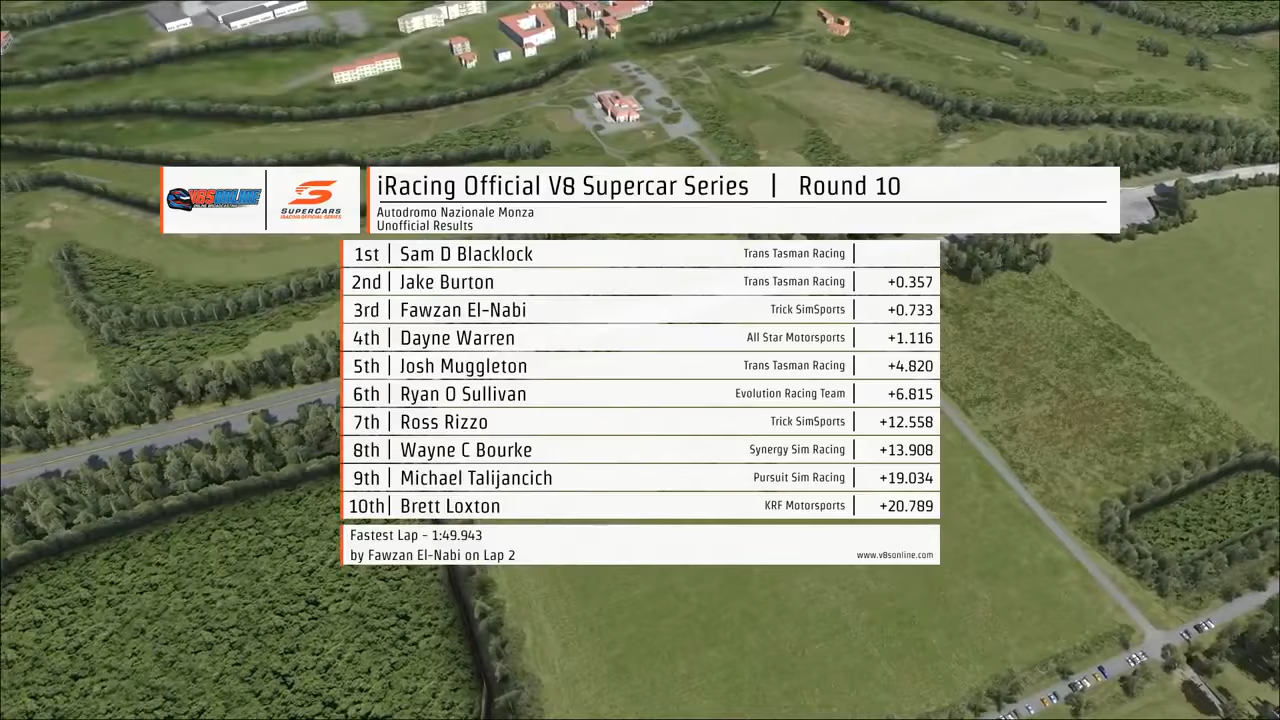 V8SONLINE
SUPERCARS
IRACING OFFICIAL SERIES
iRacing Official V8 Supercar Series | Round 10
Autodromo Nazionale Monza
Unofficial Results
1st | Sam D Blacklock Trans Tasman Racing |
2nd | Jake Burton Trans Tasman Racing | +0.357
3rd | Fawzan El-Nabi Trick SimSports | +0.733
4th | Dayne Warren All Star Motorsports | +1.116
5th | Josh Muggleton Trans Tasman Racing | +4.820
6th | Ryan O Sullivan Evolution Racing Team | +6.815
7th | Ross Rizzo Trick SimSports | +12.558
8th | Wayne C Bourke Synergy Sim Racing | +13.908
9th | Michael Talijancich Pursuit Sim Racing | +19.034
10th | Brett Loxton KRF Motorsports | +20.789
Fastest Lap - 1:49.943
by Fawzan El-Nabi on Lap 2
www.v8sonline.com